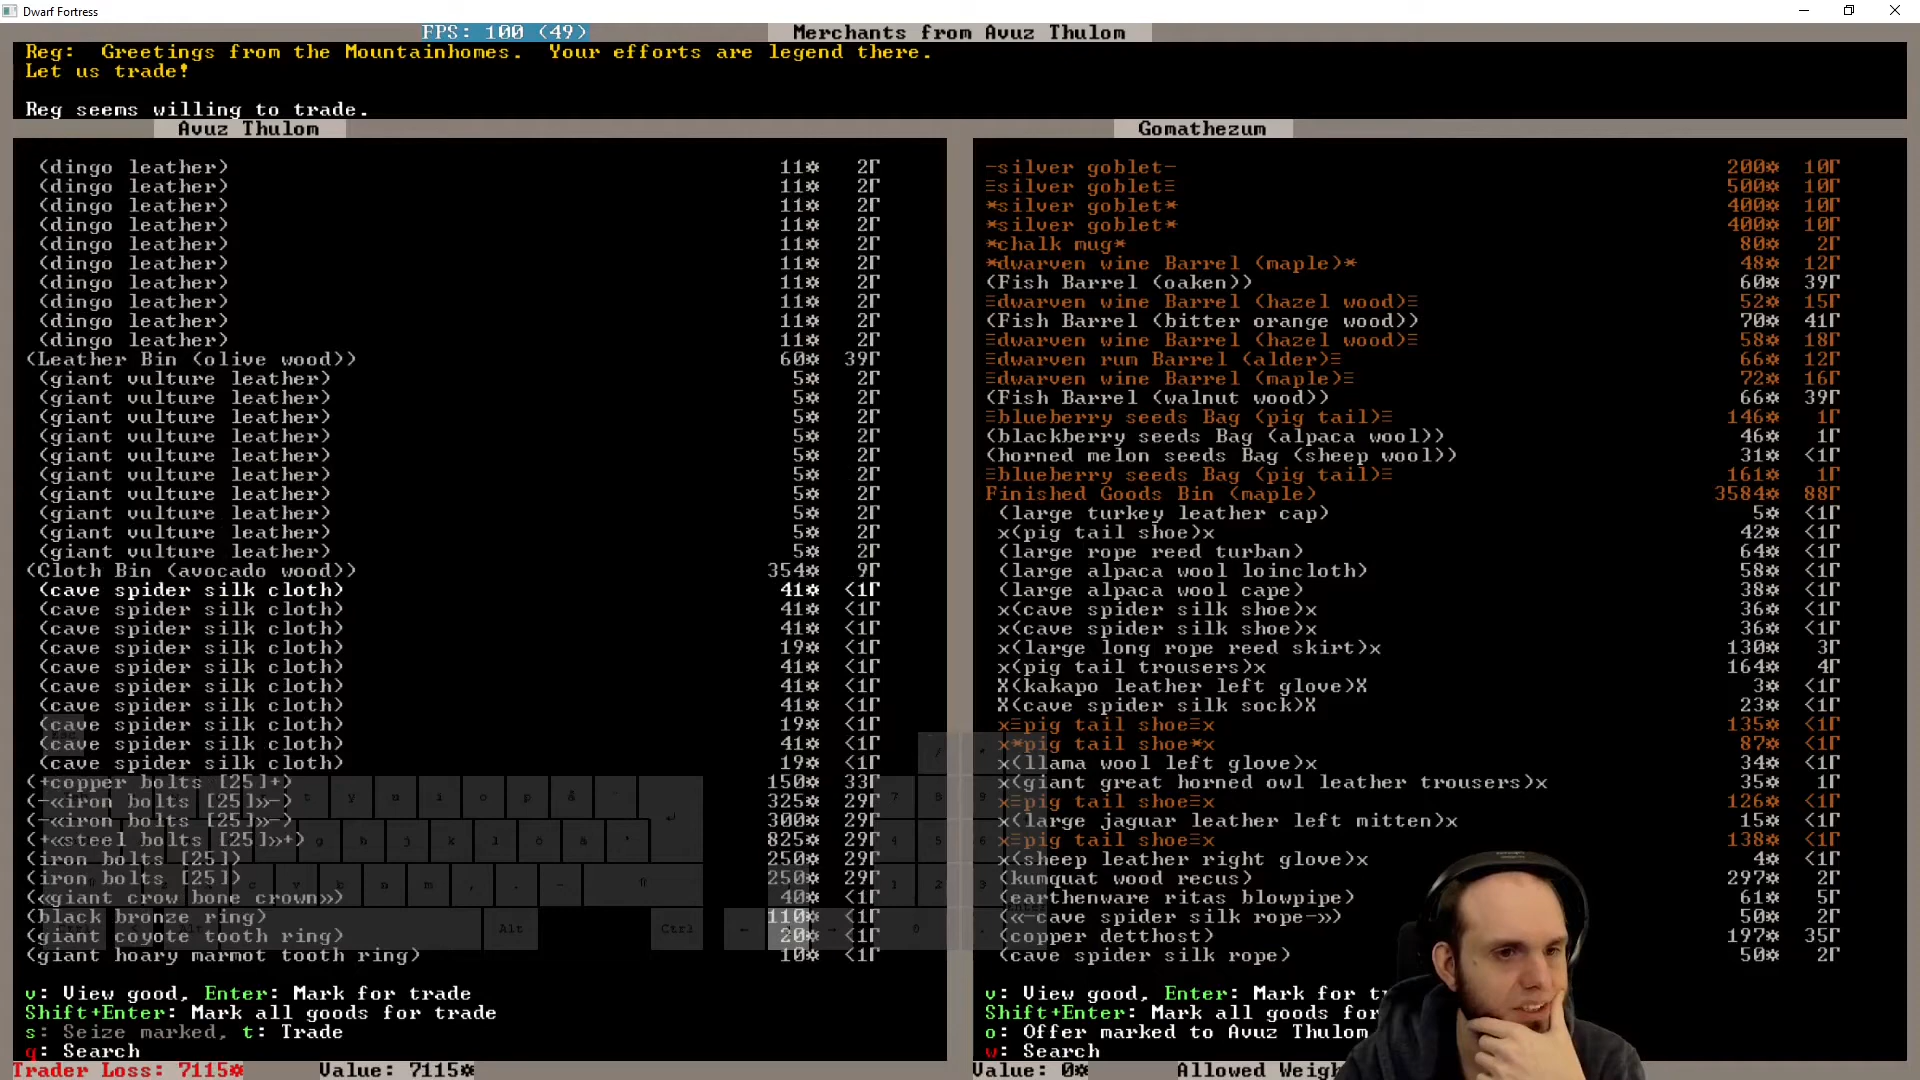 Dwarf Fortress
FPS: 100 (49)
Merchants from Avuz Thulom
Reg: Greetings from the Mountainhomes. Your efforts are legend there.
Let us trade!
Reg seems willing to trade.
Avuz Thulom
(dingo leather) 11☼ 2Γ
(dingo leather) 11☼ 2Γ
(dingo leather) 11☼ 2Γ
(dingo leather) 11☼ 2Γ
(dingo leather) 11☼ 2Γ
(dingo leather) 11☼ 2Γ
(dingo leather) 11☼ 2Γ
(dingo leather) 11☼ 2Γ
(dingo leather) 11☼ 2Γ
(dingo leather) 11☼ 2Γ
(Leather Bin (olive wood)) 60☼ 39Γ
(giant vulture leather) 5☼ 2Γ
(giant vulture leather) 5☼ 2Γ
(giant vulture leather) 5☼ 2Γ
(giant vulture leather) 5☼ 2Γ
(giant vulture leather) 5☼ 2Γ
(giant vulture leather) 5☼ 2Γ
(giant vulture leather) 5☼ 2Γ
(giant vulture leather) 5☼ 2Γ
(giant vulture leather) 5☼ 2Γ
(giant vulture leather) 5☼ 2Γ
(Cloth Bin (avocado wood)) 354☼ 9Γ
(cave spider silk cloth) 41☼ <1Γ
(cave spider silk cloth) 41☼ <1Γ
(cave spider silk cloth) 41☼ <1Γ
(cave spider silk cloth) 19☼ <1Γ
(cave spider silk cloth) 41☼ <1Γ
(cave spider silk cloth) 41☼ <1Γ
(cave spider silk cloth) 41☼ <1Γ
(cave spider silk cloth) 19☼ <1Γ
(cave spider silk cloth) 41☼ <1Γ
(cave spider silk cloth) 19☼ <1Γ
(+copper bolts [25]+) 150☼ 33Γ
(-«iron bolts [25]»-) 325☼ 29Γ
(-«iron bolts [25]»-) 300☼ 29Γ
(+«steel bolts [25]»+) 825☼ 29Γ
(iron bolts [25]) 250☼ 29Γ
(iron bolts [25]) 250☼ 29Γ
(«giant crow bone crown») 40☼ <1Γ
(black bronze ring) 110☼ <1Γ
(giant coyote tooth ring) 20☼ <1Γ
(giant hoary marmot tooth ring) 10☼ <1Γ
v: View good, Enter: Mark for trade
Shift+Enter: Mark all goods for trade
s: Seize marked, t: Trade
q: Search
Trader Loss: 7115☼ Value: 7115☼
Gomathezum
-silver goblet- 200☼ 10Γ
≡silver goblet≡ 500☼ 10Γ
*silver goblet* 400☼ 10Γ
*silver goblet* 400☼ 10Γ
*chalk mug* 80☼ 2Γ
*dwarven wine Barrel (maple)* 48☼ 12Γ
(Fish Barrel (oaken)) 60☼ 39Γ
≡dwarven wine Barrel (hazel wood)≡ 52☼ 15Γ
(Fish Barrel (bitter orange wood)) 70☼ 41Γ
≡dwarven wine Barrel (hazel wood)≡ 58☼ 18Γ
≡dwarven rum Barrel (alder)≡ 66☼ 12Γ
≡dwarven wine Barrel (maple)≡ 72☼ 16Γ
(Fish Barrel (walnut wood)) 66☼ 39Γ
≡blueberry seeds Bag (pig tail)≡ 146☼ 1Γ
(blackberry seeds Bag (alpaca wool)) 46☼ 1Γ
(horned melon seeds Bag (sheep wool)) 31☼ <1Γ
≡blueberry seeds Bag (pig tail)≡ 161☼ 1Γ
Finished Goods Bin (maple) 3584☼ 88Γ
(large turkey leather cap) 5☼ <1Γ
x(pig tail shoe)x 42☼ <1Γ
(large rope reed turban) 64☼ <1Γ
(large alpaca wool loincloth) 58☼ <1Γ
(large alpaca wool cape) 38☼ <1Γ
x(cave spider silk shoe)x 36☼ <1Γ
x(cave spider silk shoe)x 36☼ <1Γ
x(large long rope reed skirt)x 130☼ 3Γ
x(pig tail trousers)x 164☼ 4Γ
X(kakapo leather left glove)X 3☼ <1Γ
X(cave spider silk sock)X 23☼ <1Γ
x≡pig tail shoe≡x 135☼ <1Γ
x*pig tail shoe*x 87☼ <1Γ
x(llama wool left glove)x 34☼ <1Γ
x(giant great horned owl leather trousers)x 35☼ 1Γ
x≡pig tail shoe≡x 126☼ <1Γ
x(large jaguar leather left mitten)x 15☼ <1Γ
x≡pig tail shoe≡x 138☼ <1Γ
x(sheep leather right glove)x 4☼ <1Γ
(kumquat wood recus) 297☼ 2Γ
(earthenware ritas blowpipe) 61☼ 5Γ
(«-cave spider silk rope-») 50☼ 2Γ
(copper detthost) 197☼ 35Γ
(cave spider silk rope) 50☼ 2Γ
v: View good, Enter: Mark for tr
Shift+Enter: Mark all goods for
o: Offer marked to Avuz Thulom
w: Search
Value: 0☼ Allowed Weigh